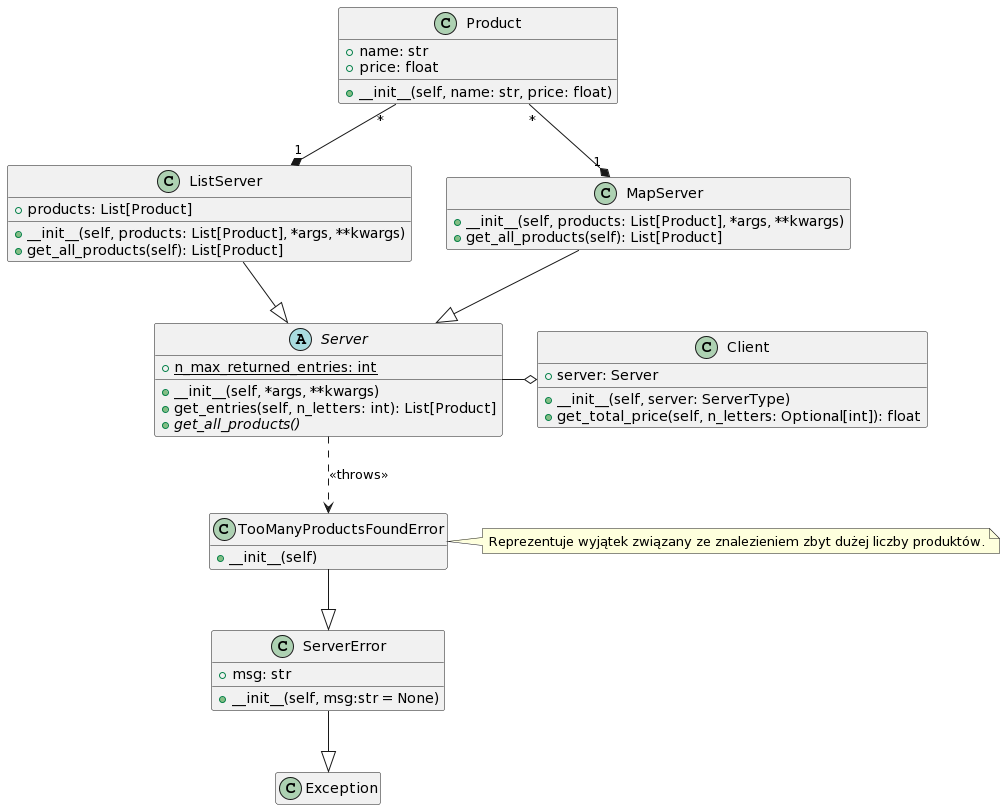 C Product
name: str
price: float
__init__(self, name: str, price: float)
* *
1 1
C ListServer
products: List[Product]
__init__(self, products: List[Product], *args, **kwargs)
get_all_products(self): List[Product]
C MapServer
__init__(self, products: List[Product], *args, **kwargs)
get_all_products(self): List[Product]
A Server
n_max_returned_entries: int
__init__(self, *args, **kwargs)
get_entries(self, n_letters: int): List[Product]
get_all_products()
C Client
server: Server
__init__(self, server: ServerType)
get_total_price(self, n_letters: Optional[int]): float
«throws»
C TooManyProductsFoundError
__init__(self)
Reprezentuje wyjątek związany ze znalezieniem zbyt dużej liczby produktów.
C ServerError
msg: str
__init__(self, msg:str = None)
C Exception